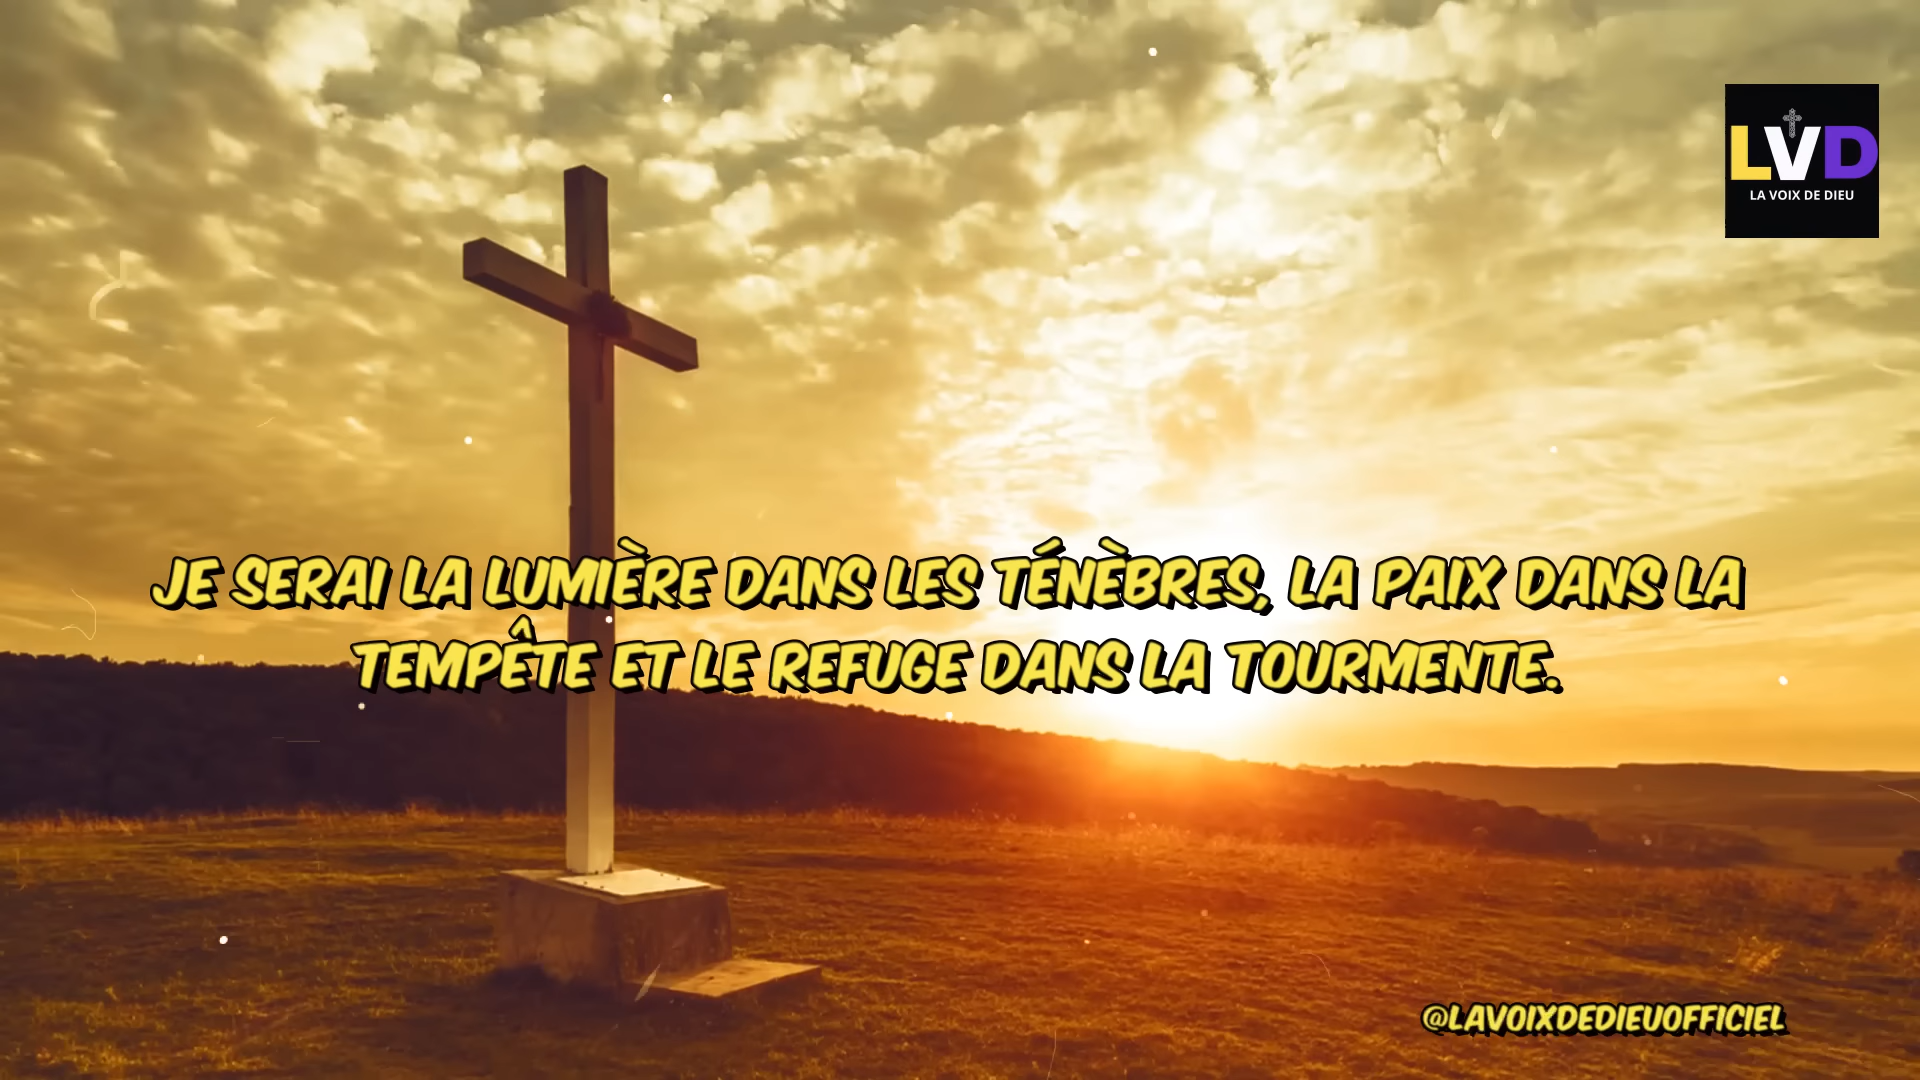 LVD
LA VOIX DE DIEU
JE SERAI LA LUMIÈRE DANS LES TÉNÈBRES, LA PAIX DANS LA
TEMPÊTE ET LE REFUGE DANS LA TOURMENTE.
@LAVOIXDEDIEUOFFICIEL